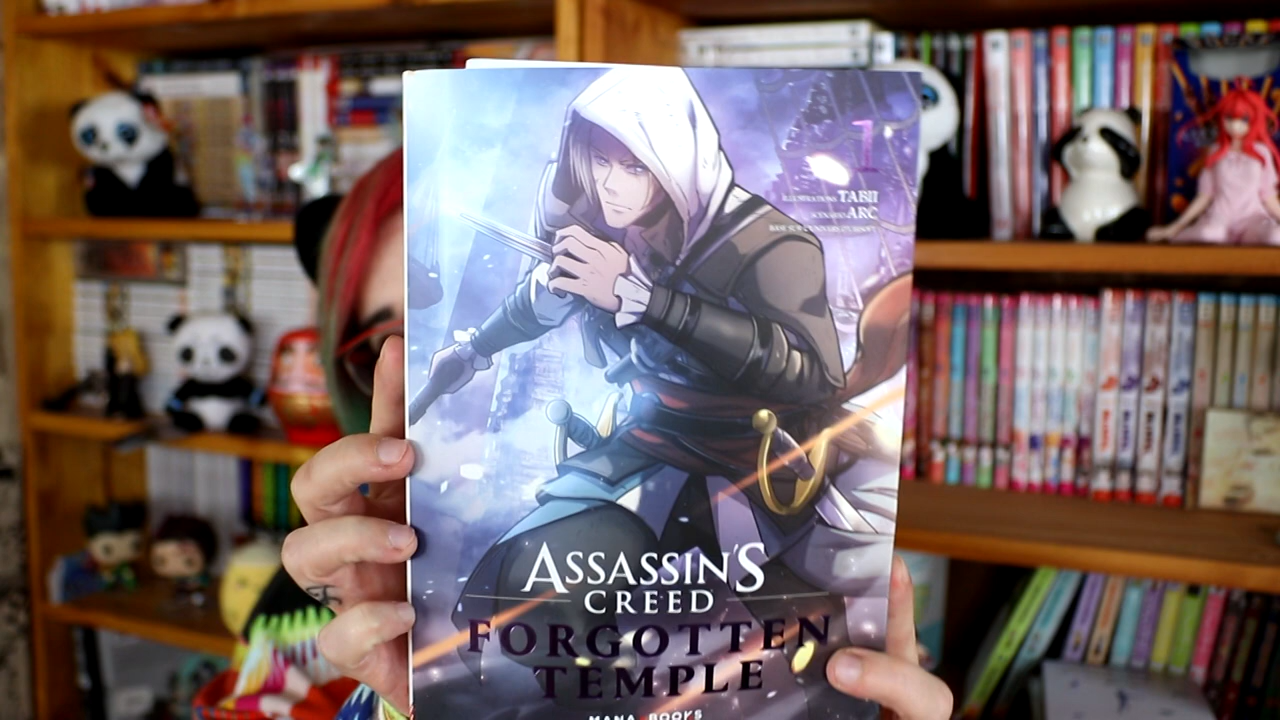 1
ILLUSTRATIONS TABII
SCÉNARIO ARC
ASSASSIN'S
CREED
FORGOTTEN
TEMPLE
MANA BOOKS